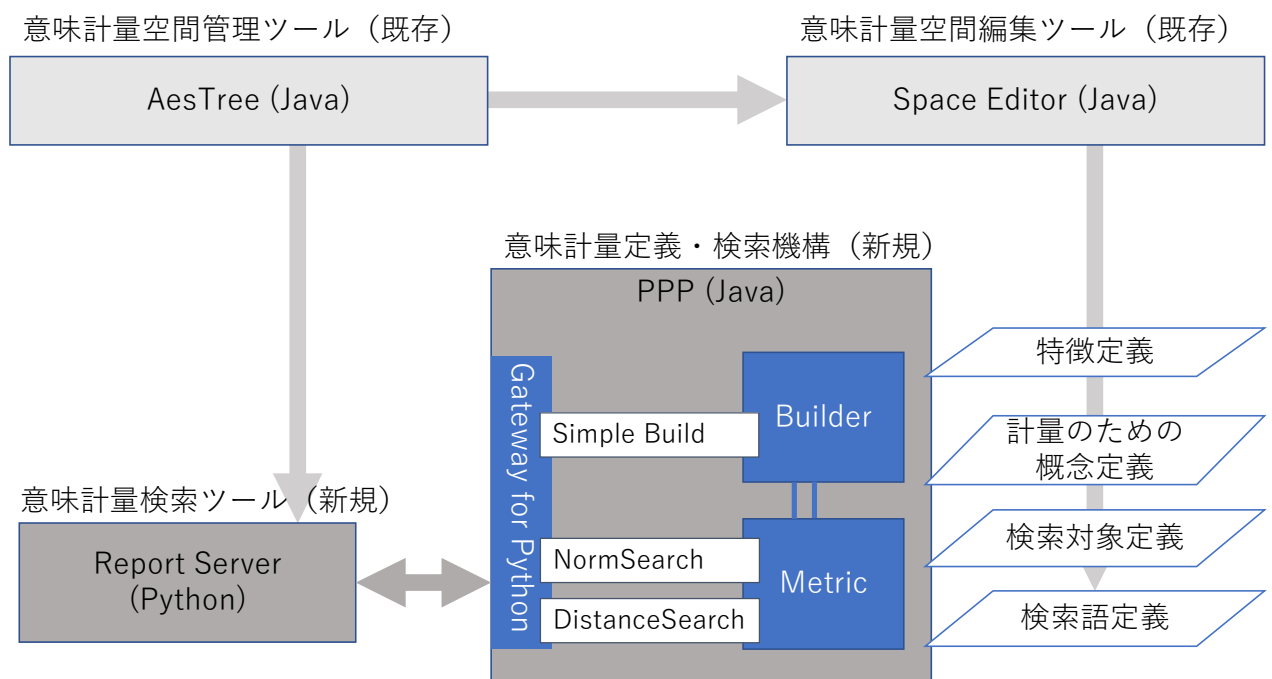 意味計量空間管理ツール（既存）
意味計量空間編集ツール（既存）
AesTree (Java)
Space Editor (Java)
意味計量定義・検索機構（新規）
PPP (Java)
Gateway for Python
Simple Build
Builder
NormSearch
DistanceSearch
Metric
特徴定義
計量のための
概念定義
検索対象定義
検索語定義
意味計量検索ツール（新規）
Report Server
(Python)